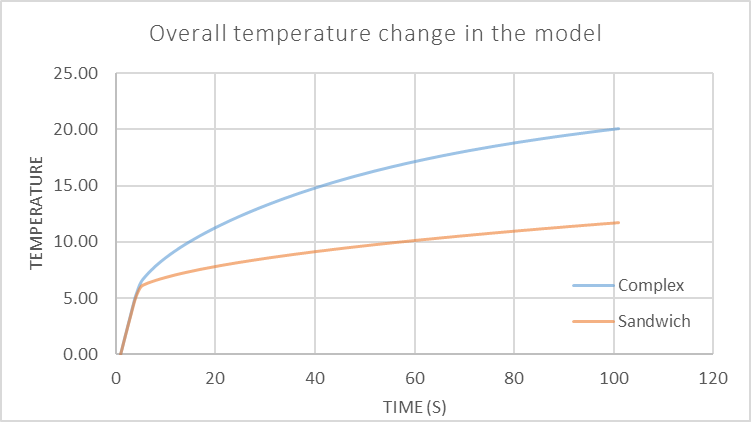 Overall temperature change in the model
25.00
20.00
15.00
10.00
5.00
0.00
TEMPERATURE
Complex
Sandwich
0 20 40 60 80 100 120
TIME (S)